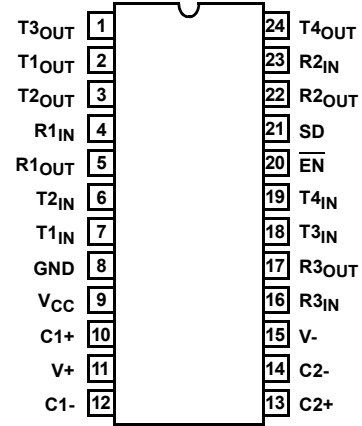 T3OUT 1 24 T4OUT
T1OUT 2 23 R2IN
T2OUT 3 22 R2OUT
R1IN 4 21 SD
R1OUT 5 20 E̅N̅
T2IN 6 19 T4IN
T1IN 7 18 T3IN
GND 8 17 R3OUT
VCC 9 16 R3IN
C1+ 10 15 V-
V+ 11 14 C2-
C1- 12 13 C2+